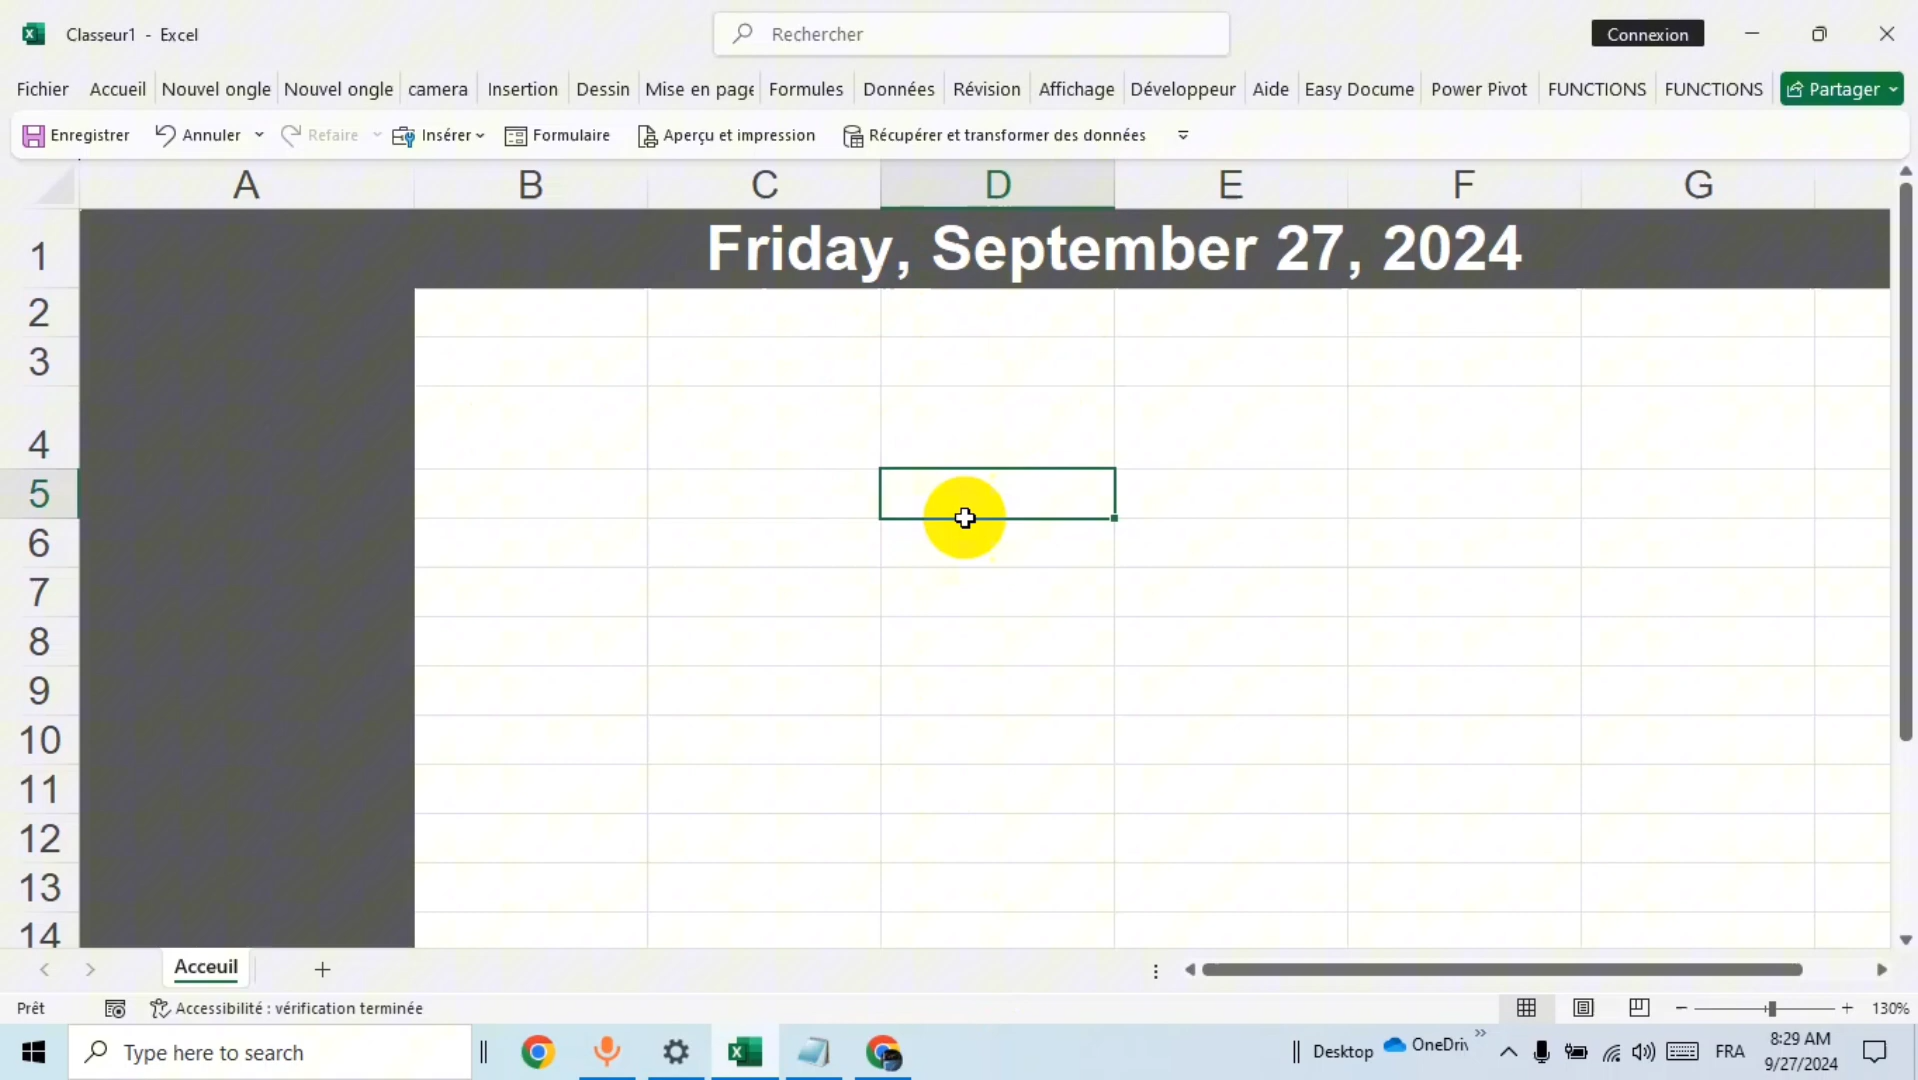 Classeur1 - Excel
Rechercher
Connexion
Fichier Accueil Nouvel ongle Nouvel ongle camera Insertion Dessin Mise en page Formules Données Révision Affichage Développeur Aide Easy Docume Power Pivot FUNCTIONS FUNCTIONS Partager
Enregistrer Annuler Refaire Insérer Formulaire Aperçu et impression Récupérer et transformer des données
A B C D E F G
1 Friday, September 27, 2024
2
3
4
5
6
7
8
9
10
11
12
13
14
Acceuil
Prêt Accessibilité : vérification terminée 130%
Type here to search Desktop OneDriv FRA 8:29 AM
9/27/2024